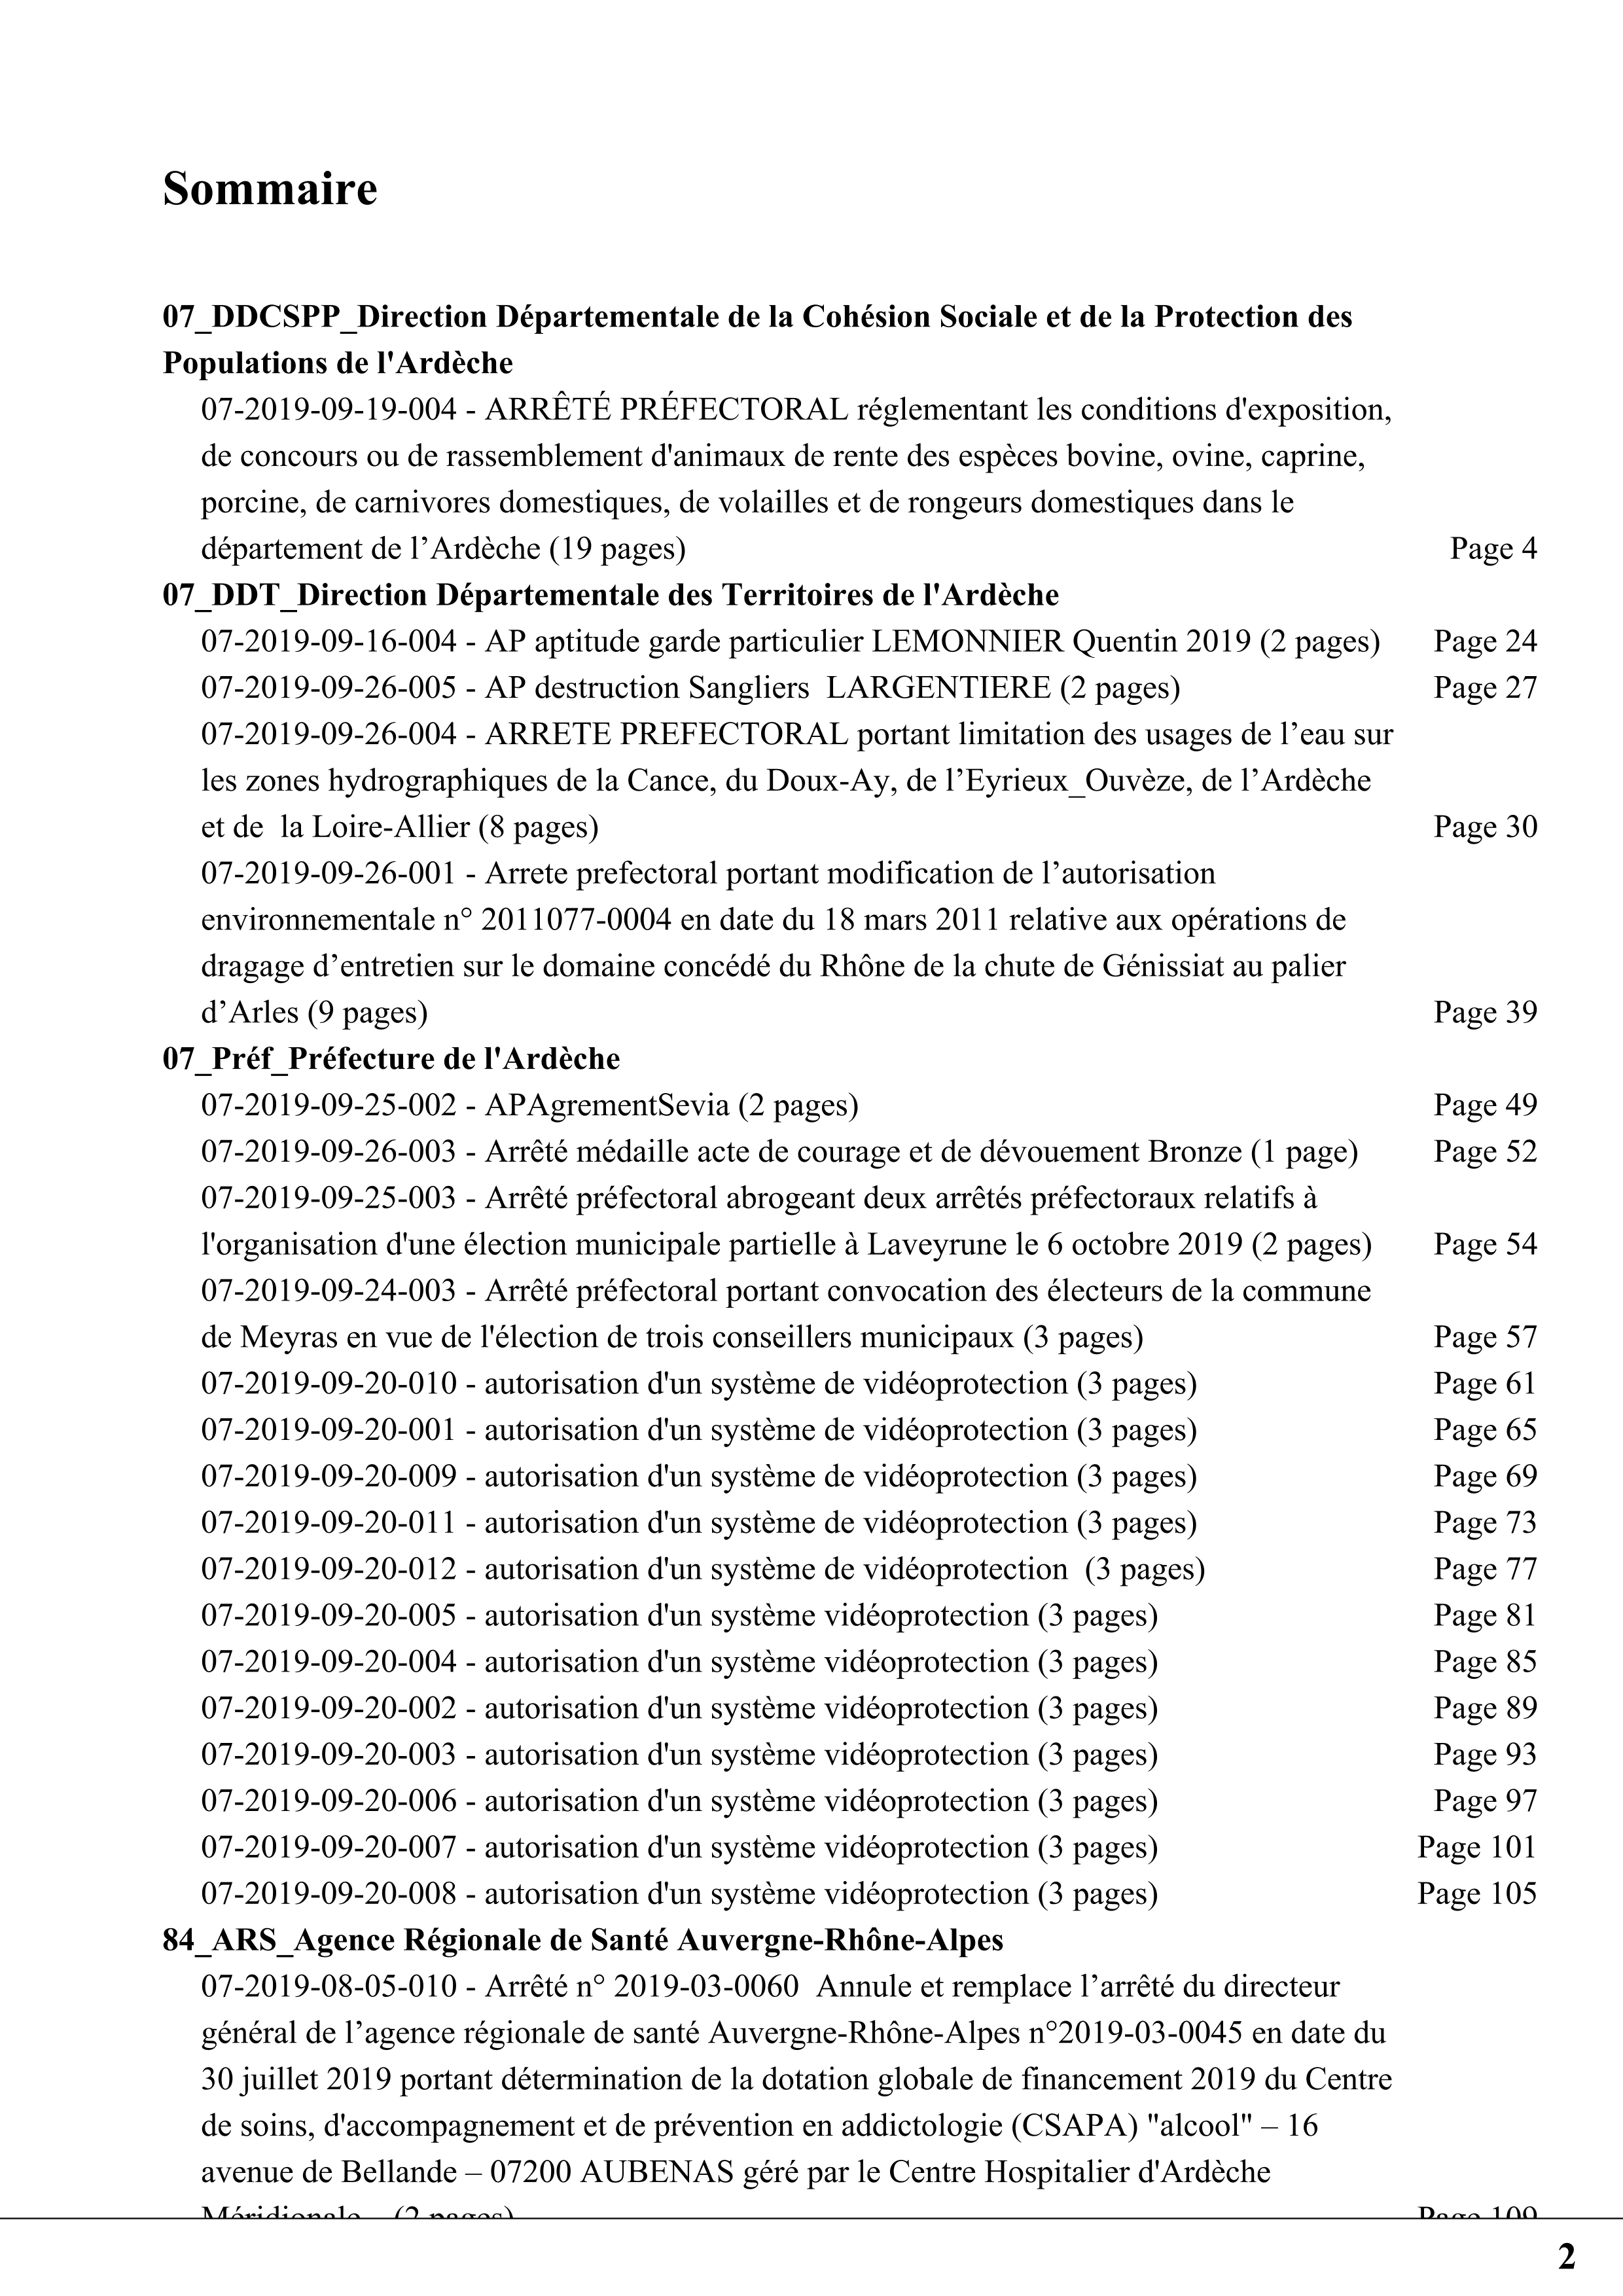 Sommaire
07_DDCSPP_Direction Départementale de la Cohésion Sociale et de la Protection des
Populations de l'Ardèche
07-2019-09-19-004 - ARRÊTÉ PRÉFECTORAL réglementant les conditions d'exposition,
de concours ou de rassemblement d'animaux de rente des espèces bovine, ovine, caprine,
porcine, de carnivores domestiques, de volailles et de rongeurs domestiques dans le
département de l’Ardèche (19 pages) Page 4
07_DDT_Direction Départementale des Territoires de l'Ardèche
07-2019-09-16-004 - AP aptitude garde particulier LEMONNIER Quentin 2019 (2 pages) Page 24
07-2019-09-26-005 - AP destruction Sangliers  LARGENTIERE (2 pages) Page 27
07-2019-09-26-004 - ARRETE PREFECTORAL portant limitation des usages de l’eau sur
les zones hydrographiques de la Cance, du Doux-Ay, de l’Eyrieux_Ouvèze, de l’Ardèche
et de  la Loire-Allier (8 pages) Page 30
07-2019-09-26-001 - Arrete prefectoral portant modification de l’autorisation
environnementale n° 2011077-0004 en date du 18 mars 2011 relative aux opérations de
dragage d’entretien sur le domaine concédé du Rhône de la chute de Génissiat au palier
d’Arles (9 pages) Page 39
07_Préf_Préfecture de l'Ardèche
07-2019-09-25-002 - APAgrementSevia (2 pages) Page 49
07-2019-09-26-003 - Arrêté médaille acte de courage et de dévouement Bronze (1 page) Page 52
07-2019-09-25-003 - Arrêté préfectoral abrogeant deux arrêtés préfectoraux relatifs à
l'organisation d'une élection municipale partielle à Laveyrune le 6 octobre 2019 (2 pages) Page 54
07-2019-09-24-003 - Arrêté préfectoral portant convocation des électeurs de la commune
de Meyras en vue de l'élection de trois conseillers municipaux (3 pages) Page 57
07-2019-09-20-010 - autorisation d'un système de vidéoprotection (3 pages) Page 61
07-2019-09-20-001 - autorisation d'un système de vidéoprotection (3 pages) Page 65
07-2019-09-20-009 - autorisation d'un système de vidéoprotection (3 pages) Page 69
07-2019-09-20-011 - autorisation d'un système de vidéoprotection (3 pages) Page 73
07-2019-09-20-012 - autorisation d'un système de vidéoprotection  (3 pages) Page 77
07-2019-09-20-005 - autorisation d'un système vidéoprotection (3 pages) Page 81
07-2019-09-20-004 - autorisation d'un système vidéoprotection (3 pages) Page 85
07-2019-09-20-002 - autorisation d'un système vidéoprotection (3 pages) Page 89
07-2019-09-20-003 - autorisation d'un système vidéoprotection (3 pages) Page 93
07-2019-09-20-006 - autorisation d'un système vidéoprotection (3 pages) Page 97
07-2019-09-20-007 - autorisation d'un système vidéoprotection (3 pages) Page 101
07-2019-09-20-008 - autorisation d'un système vidéoprotection (3 pages) Page 105
84_ARS_Agence Régionale de Santé Auvergne-Rhône-Alpes
07-2019-08-05-010 - Arrêté n° 2019-03-0060  Annule et remplace l’arrêté du directeur
général de l’agence régionale de santé Auvergne-Rhône-Alpes n°2019-03-0045 en date du
30 juillet 2019 portant détermination de la dotation globale de financement 2019 du Centre
de soins, d'accompagnement et de prévention en addictologie (CSAPA) "alcool" – 16
avenue de Bellande – 07200 AUBENAS géré par le Centre Hospitalier d'Ardèche
Méridionale   (2 pages) Page 109
2